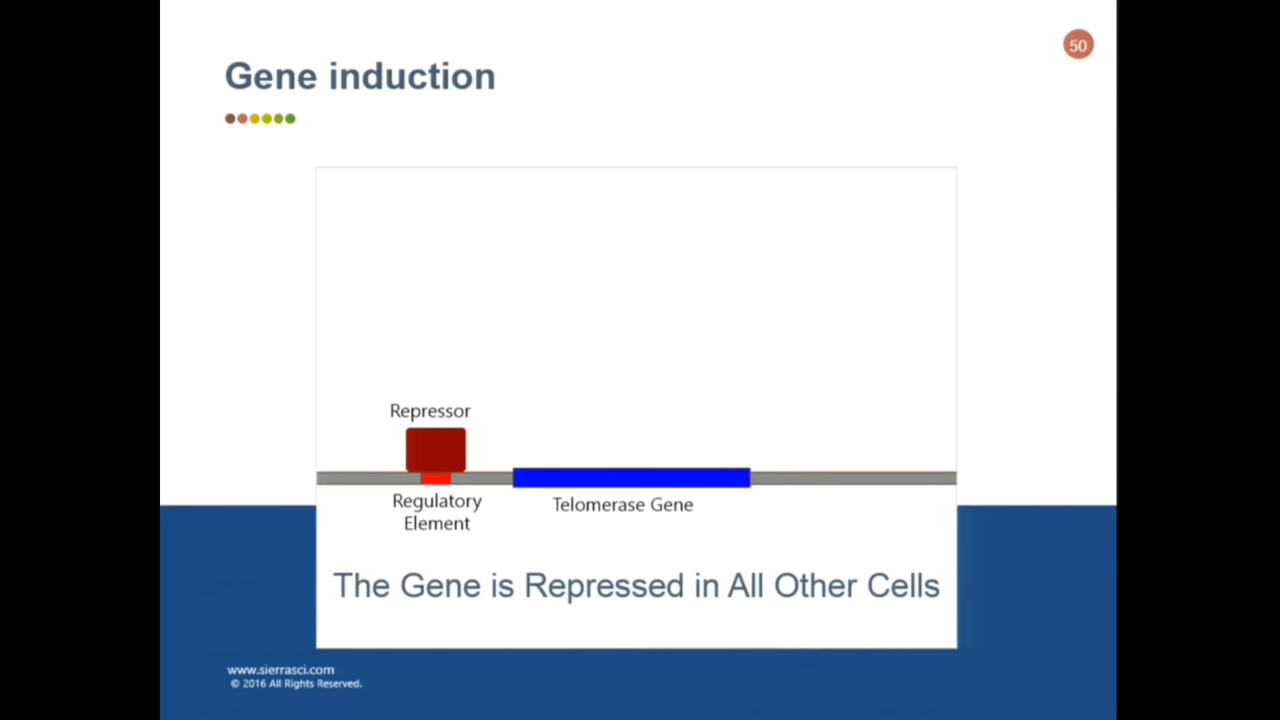 50
Gene induction
Repressor
Regulatory
Element
Telomerase Gene
The Gene is Repressed in All Other Cells
www.sierrasci.com
© 2016 All Rights Reserved.